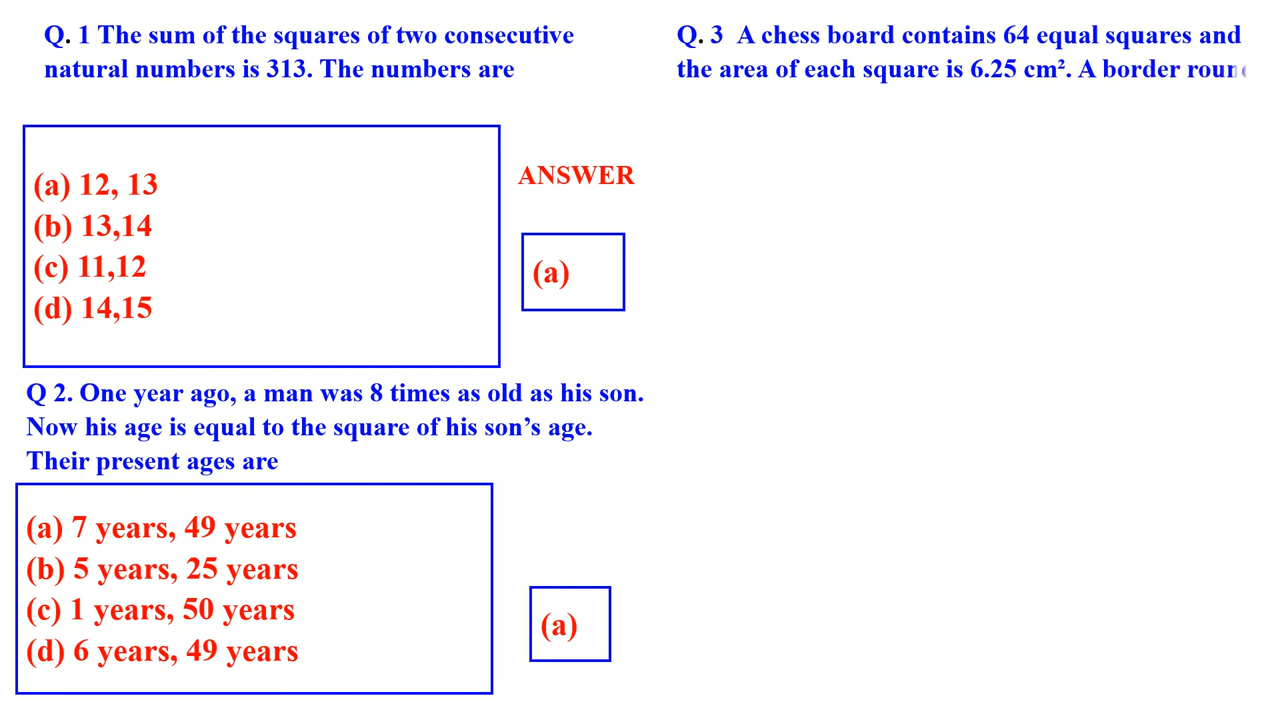 Q. 1 The sum of the squares of two consecutive
natural numbers is 313. The numbers are
(a) 12, 13
(b) 13,14
(c) 11,12
(d) 14,15
ANSWER
(a)
Q 2. One year ago, a man was 8 times as old as his son.
Now his age is equal to the square of his son’s age.
Their present ages are
(a) 7 years, 49 years
(b) 5 years, 25 years
(c) 1 years, 50 years
(d) 6 years, 49 years
(a)
Q. 3 A chess board contains 64 equal squares and
the area of each square is 6.25 cm². A border